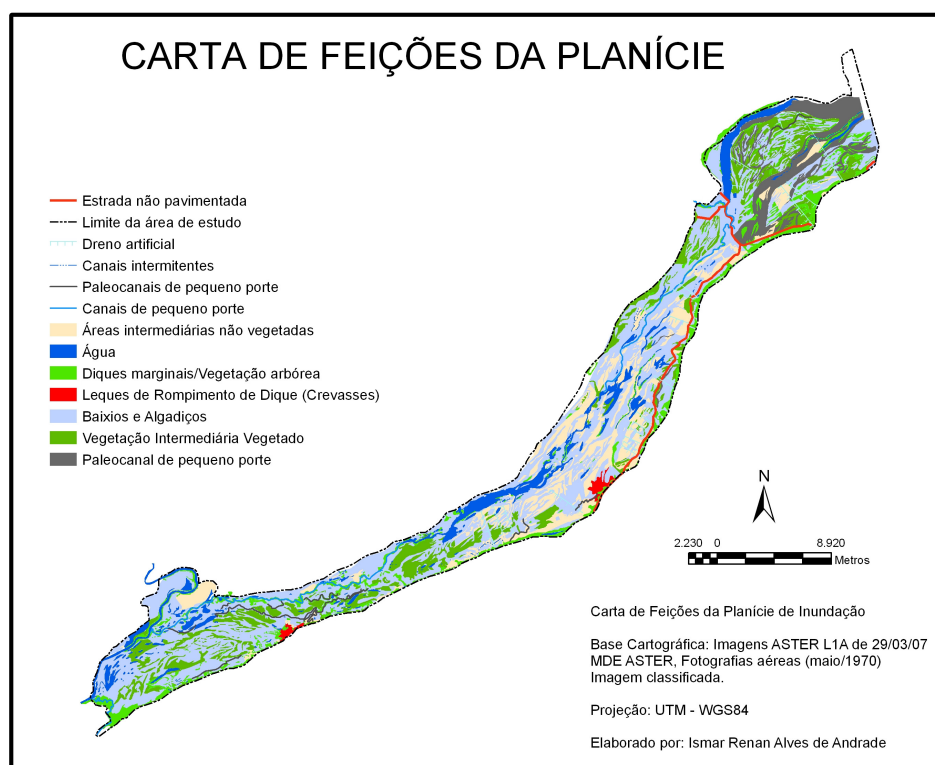 CARTA DE FEIÇÕES DA PLANÍCIE
Estrada não pavimentada
Limite da área de estudo
Dreno artificial
Canais intermitentes
Paleocanais de pequeno porte
Canais de pequeno porte
Áreas intermediárias não vegetadas
Água
Diques marginais/Vegetação arbórea
Leques de Rompimento de Dique (Crevasses)
Baixios e Algadiços
Vegetação Intermediária Vegetado
Paleocanal de pequeno porte
N
2.230 0 8.920
Metros
Carta de Feições da Planície de Inundação
Base Cartográfica: Imagens ASTER L1A de 29/03/07
MDE ASTER, Fotografias aéreas (maio/1970)
Imagem classificada.
Projeção: UTM - WGS84
Elaborado por: Ismar Renan Alves de Andrade